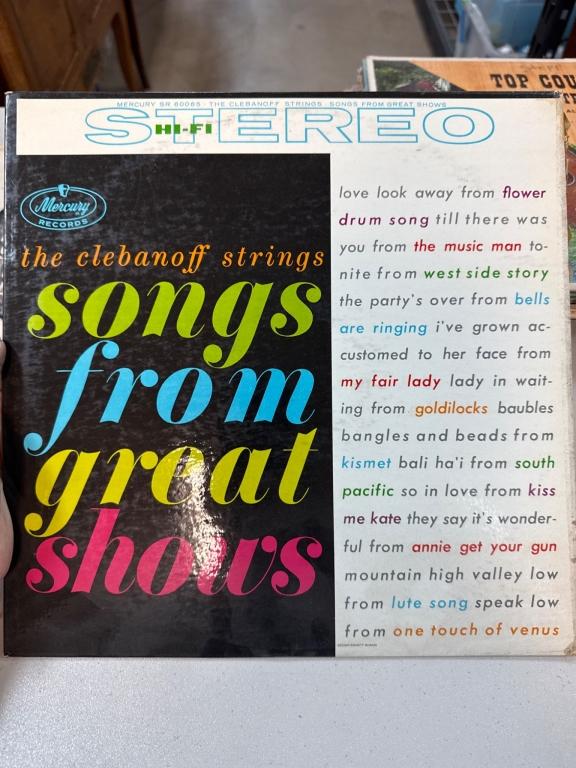 MERCURY SR 60065 · THE CLEBANOFF STRINGS · SONGS FROM GREAT SHOWS
STEREO
HI-FI
Mercury
RECORDS
the clebanoff strings
songs
from
great
shows
love look away from flower
drum song till there was
you from the music man to-
nite from west side story
the party's over from bells
are ringing i've grown ac-
customed to her face from
my fair lady lady in wait-
ing from goldilocks baubles
bangles and beads from
kismet bali ha'i from south
pacific so in love from kiss
me kate they say it's wonder-
ful from annie get your gun
mountain high valley low
from lute song speak low
from one touch of venus
TOP COU